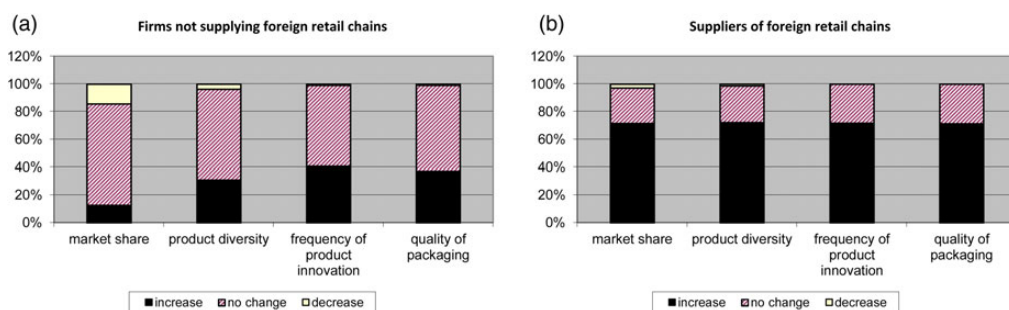 (a)
Firms not supplying foreign retail chains
120%
100%
80%
60%
40%
20%
0%
market share
product diversity
frequency of
product
innovation
quality of
packaging
increase
no change
decrease
(b)
Suppliers of foreign retail chains
120%
100%
80%
60%
40%
20%
0%
market share
product diversity
frequency of
product
innovation
quality of
packaging
increase
no change
decrease